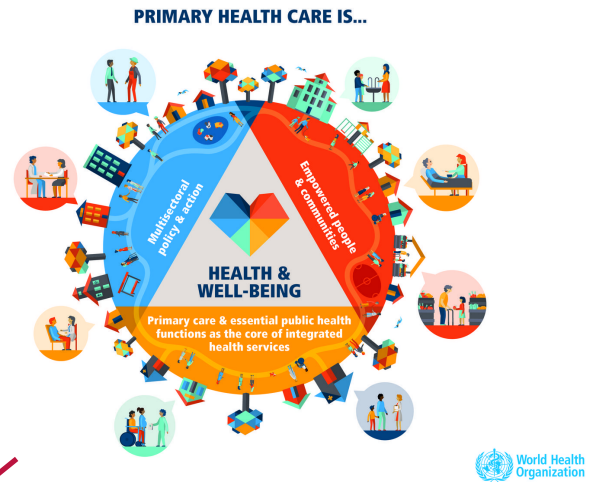 PRIMARY HEALTH CARE IS...
Multisectoral
policy & action
Empowered people
& communities
HEALTH &
WELL-BEING
Primary care & essential public health
functions as the core of integrated
health services
World Health
Organization